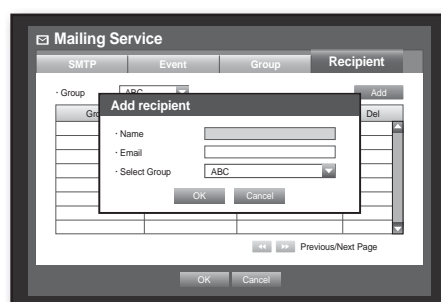 Mailing Service
SMTP Event Group Recipient
· Group ABC Add
Del
Add recipient
· Name
· Email
· Select Group ABC
OK Cancel
Previous/Next Page
OK Cancel